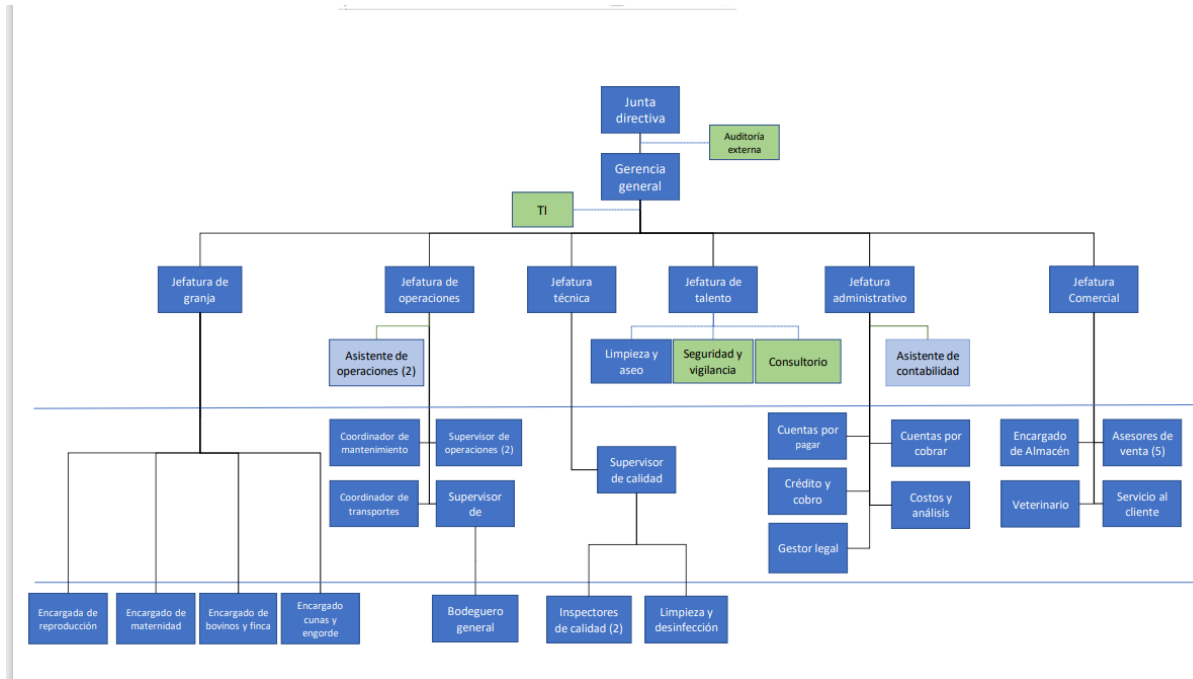 Junta
directiva
Auditoría
externa
Gerencia
general
TI
Jefatura de
granja
Jefatura de
operaciones
Jefatura
técnica
Jefatura de
talento
Jefatura
administrativo
Jefatura
Comercial
Asistente de
operaciones (2)
Limpieza y
aseo
Seguridad y
vigilancia
Consultorio
Asistente de
contabilidad
Coordinador de
mantenimiento
Supervisor de
operaciones (2)
Coordinador de
transportes
Supervisor
de
Supervisor
de calidad
Cuentas por
pagar
Cuentas por
cobrar
Crédito y
cobro
Costos y
análisis
Gestor legal
Encargado
de Almacén
Asesores de
venta (5)
Veterinario
Servicio al
cliente
Encargada de
reproducción
Encargado de
maternidad
Encargado de
bovinos y finca
Encargado
cunas y
engorde
Bodeguero
general
Inspectores
de calidad (2)
Limpieza y
desinfección